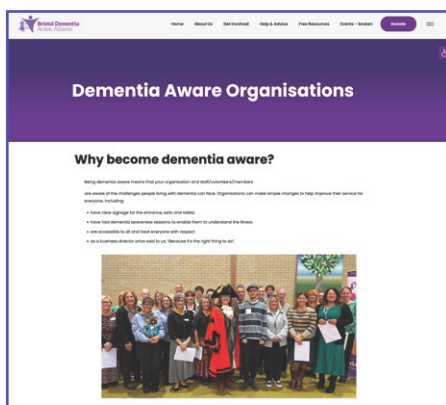 Bristol Dementia
Action Alliance
Home About Us Get Involved Help & Advice Free Resources Events - broken Donate
Dementia Aware Organisations
Why become dementia aware?
Being dementia aware means that your organisation and staff/volunteers/members
are aware of the challenges people living with dementia can face. Organisations can make simple changes to help improve their service for
everyone, including:
• have clear signage for the entrance, exits and toilets.
• have had dementia awareness sessions to enable them to understand the illness
• are accessible to all and treat everyone with respect
• as a business director once said to us, "Because it's the right thing to do".